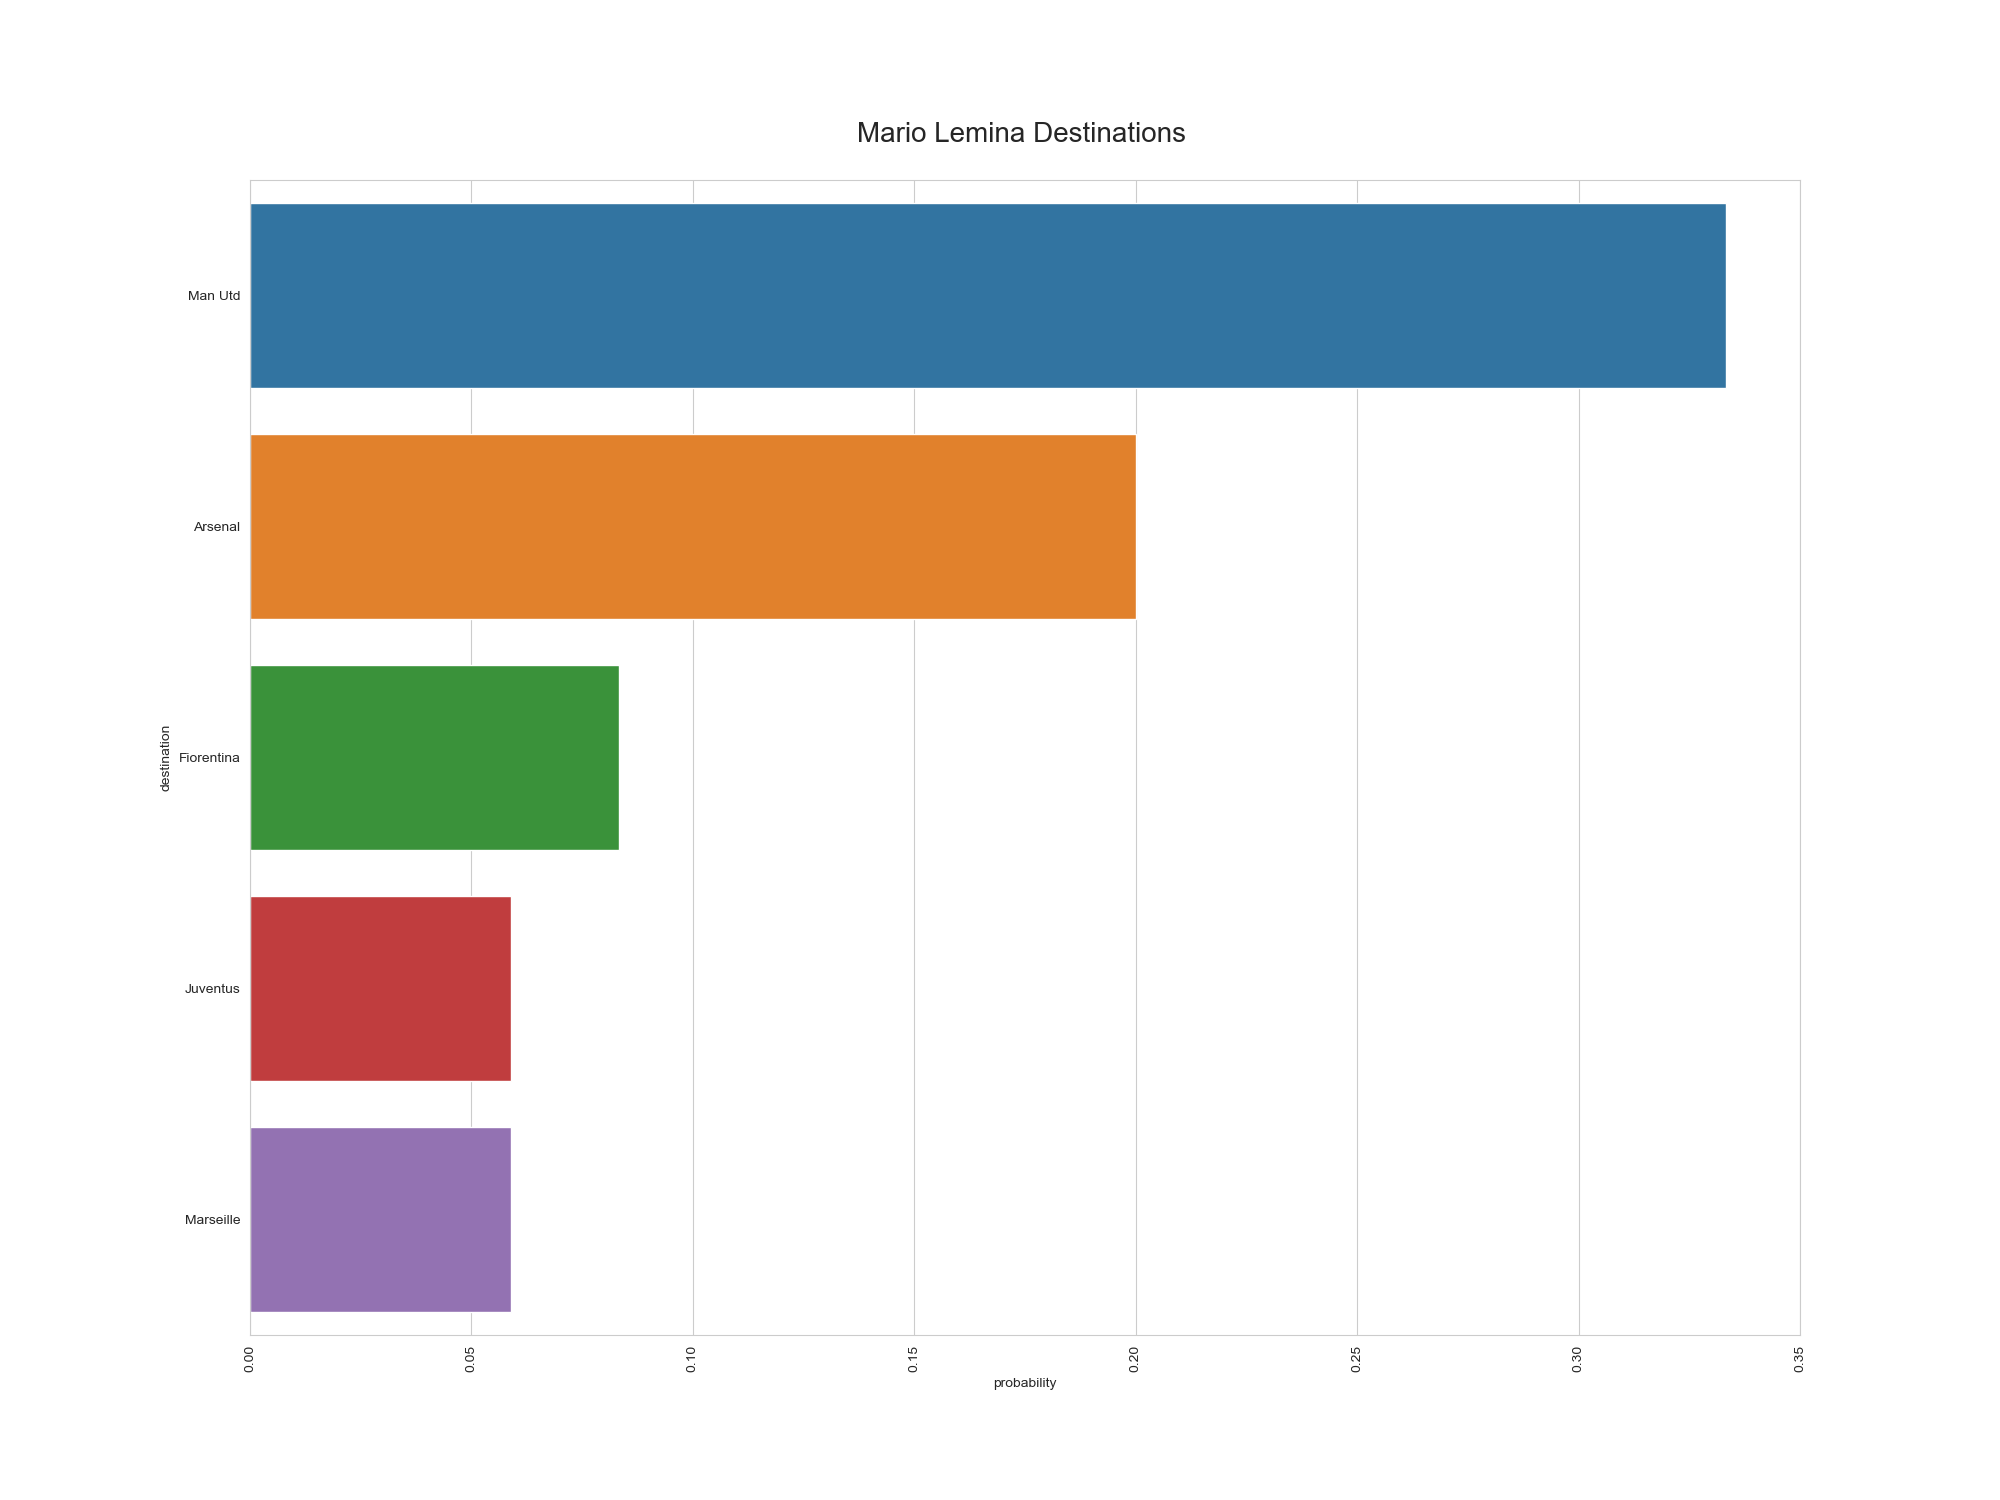 Mario Lemina Destinations
Man Utd
Arsenal
Fiorentina
Juventus
Marseille
destination
0.00
0.05
0.10
0.15
0.20
0.25
0.30
0.35
probability